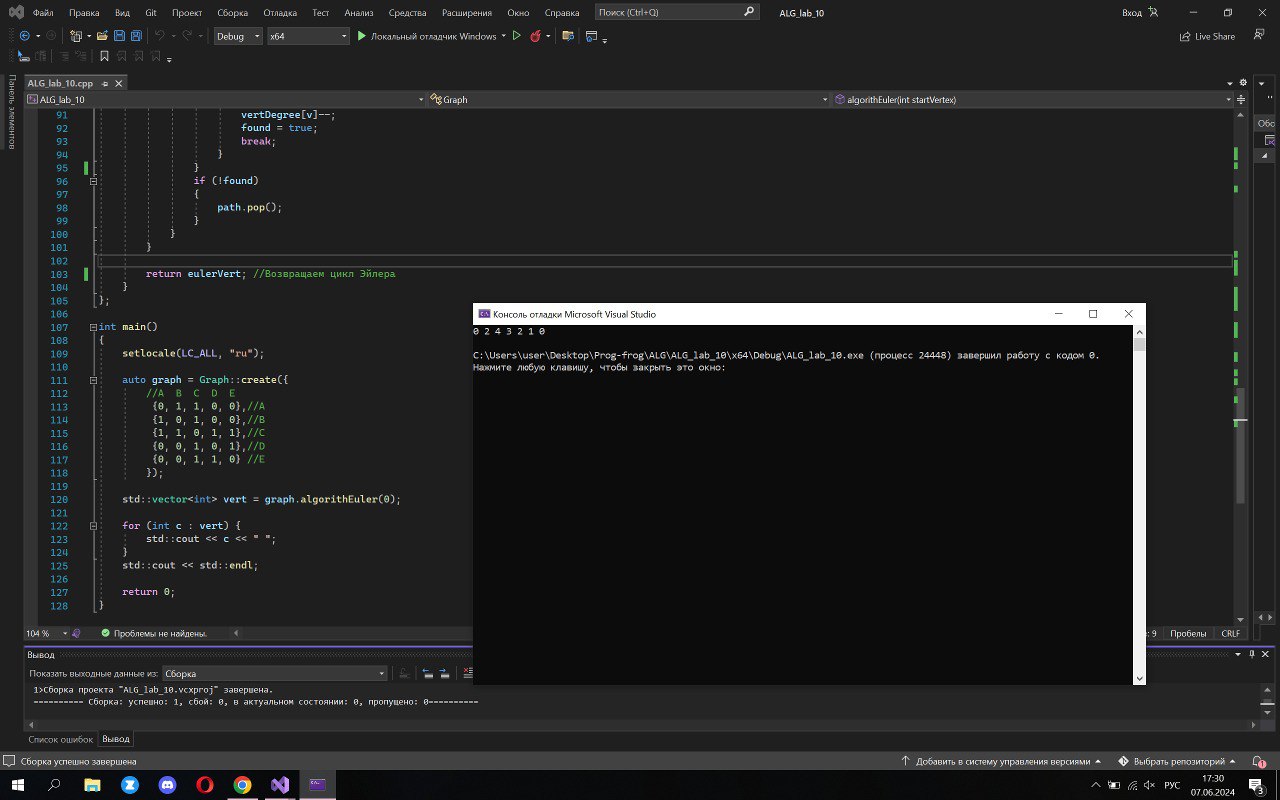 Файл Правка Вид Git Проект Сборка Отладка Тест Анализ Средства Расширения Окно Справка Поиск (Ctrl+Q) ALG_lab_10 Вход
Debug x64 Локальный отладчик Windows Live Share
Панель элементов
ALG_lab_10.cpp
ALG_lab_10 Graph algorithEuler(int startVertex)
Обо
91 vertDegree[v]--;
92 found = true;
93 break;
94 }
95 }
96 if (!found)
97 {
98 path.pop();
99 }
100 }
101 }
102
103 return eulerVert; //Возвращаем цикл Эйлера
104 }
105 };
106
107 int main()
108 {
109 setlocale(LC_ALL, "ru");
110
111 auto graph = Graph::create({
112 //A B C D E
113 {0, 1, 1, 0, 0},//A
114 {1, 0, 1, 0, 0},//B
115 {1, 1, 0, 1, 1},//C
116 {0, 0, 1, 0, 1},//D
117 {0, 0, 1, 1, 0} //E
118 });
119
120 std::vector<int> vert = graph.algorithEuler(0);
121
122 for (int c : vert) {
123 std::cout << c << " ";
124 }
125 std::cout << std::endl;
126
127 return 0;
128 }
Консоль отладки Microsoft Visual Studio
0 2 4 3 2 1 0
C:\Users\user\Desktop\Prog-frog\ALG\ALG_lab_10\x64\Debug\ALG_lab_10.exe (процесс 24448) завершил работу с кодом 0.
Нажмите любую клавишу, чтобы закрыть это окно:
104 % Проблемы не найдены. : 9 Пробелы CRLF
Вывод
Показать выходные данные из: Сборка
1>Сборка проекта "ALG_lab_10.vcxproj" завершена.
========== Сборка: успешно: 1, сбой: 0, в актуальном состоянии: 0, пропущено: 0==========
Список ошибок Вывод
Сборка успешно завершена Добавить в систему управления версиями Выбрать репозиторий 1
РУС 17:30
07.06.2024 3